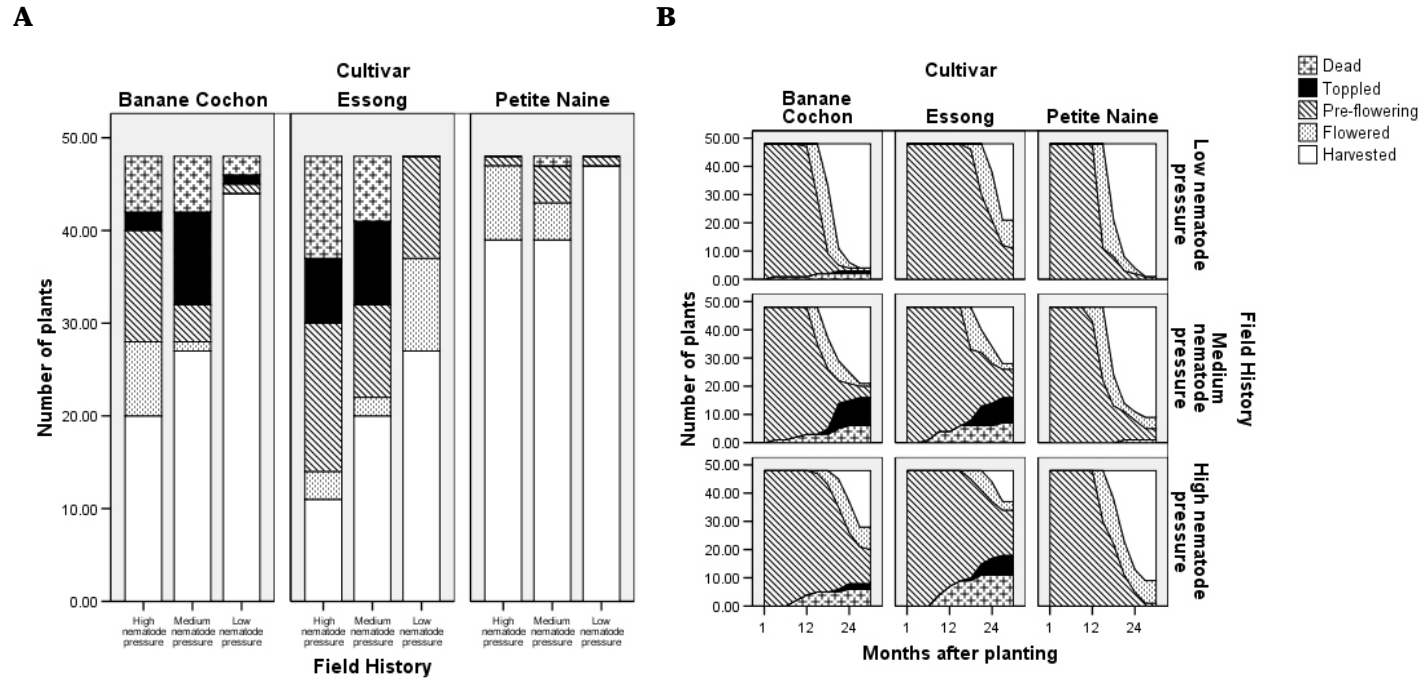 A
Cultivar
Banane Cochon
Essong
Petite Naine
Number of plants
50.00
40.00
30.00
20.00
10.00
0.00
High
nematode
pressure
Medium
nematode
pressure
Low
nematode
pressure
High
nematode
pressure
Medium
nematode
pressure
Low
nematode
pressure
High
nematode
pressure
Medium
nematode
pressure
Low
nematode
pressure
Field History
B
Cultivar
Banane
Cochon
Essong
Petite Naine
Number of plants
50.00
40.00
30.00
20.00
10.00
0.00
Low nematode
pressure
50.00
40.00
30.00
20.00
10.00
0.00
Medium
nematode
pressure
50.00
40.00
30.00
20.00
10.00
0.00
High nematode
pressure
Field History
1
12
24
1
12
24
1
12
24
Months after planting
Dead
Toppled
Pre-flowering
Flowered
Harvested